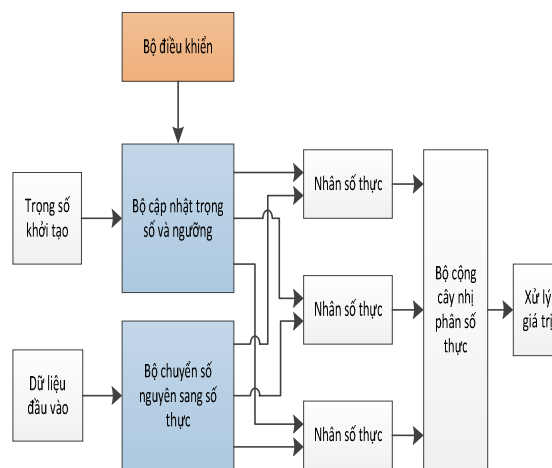 Bộ điều khiển
Trọng số
khởi tạo
Bộ cập nhật trọng
số và ngưỡng
Nhân số thực
Nhân số thực
Bộ cộng
cây nhị
phân số
thực
Xử lý
giá trị
Dữ liệu
đầu vào
Bộ chuyển số
nguyên sang số
thực
Nhân số thực